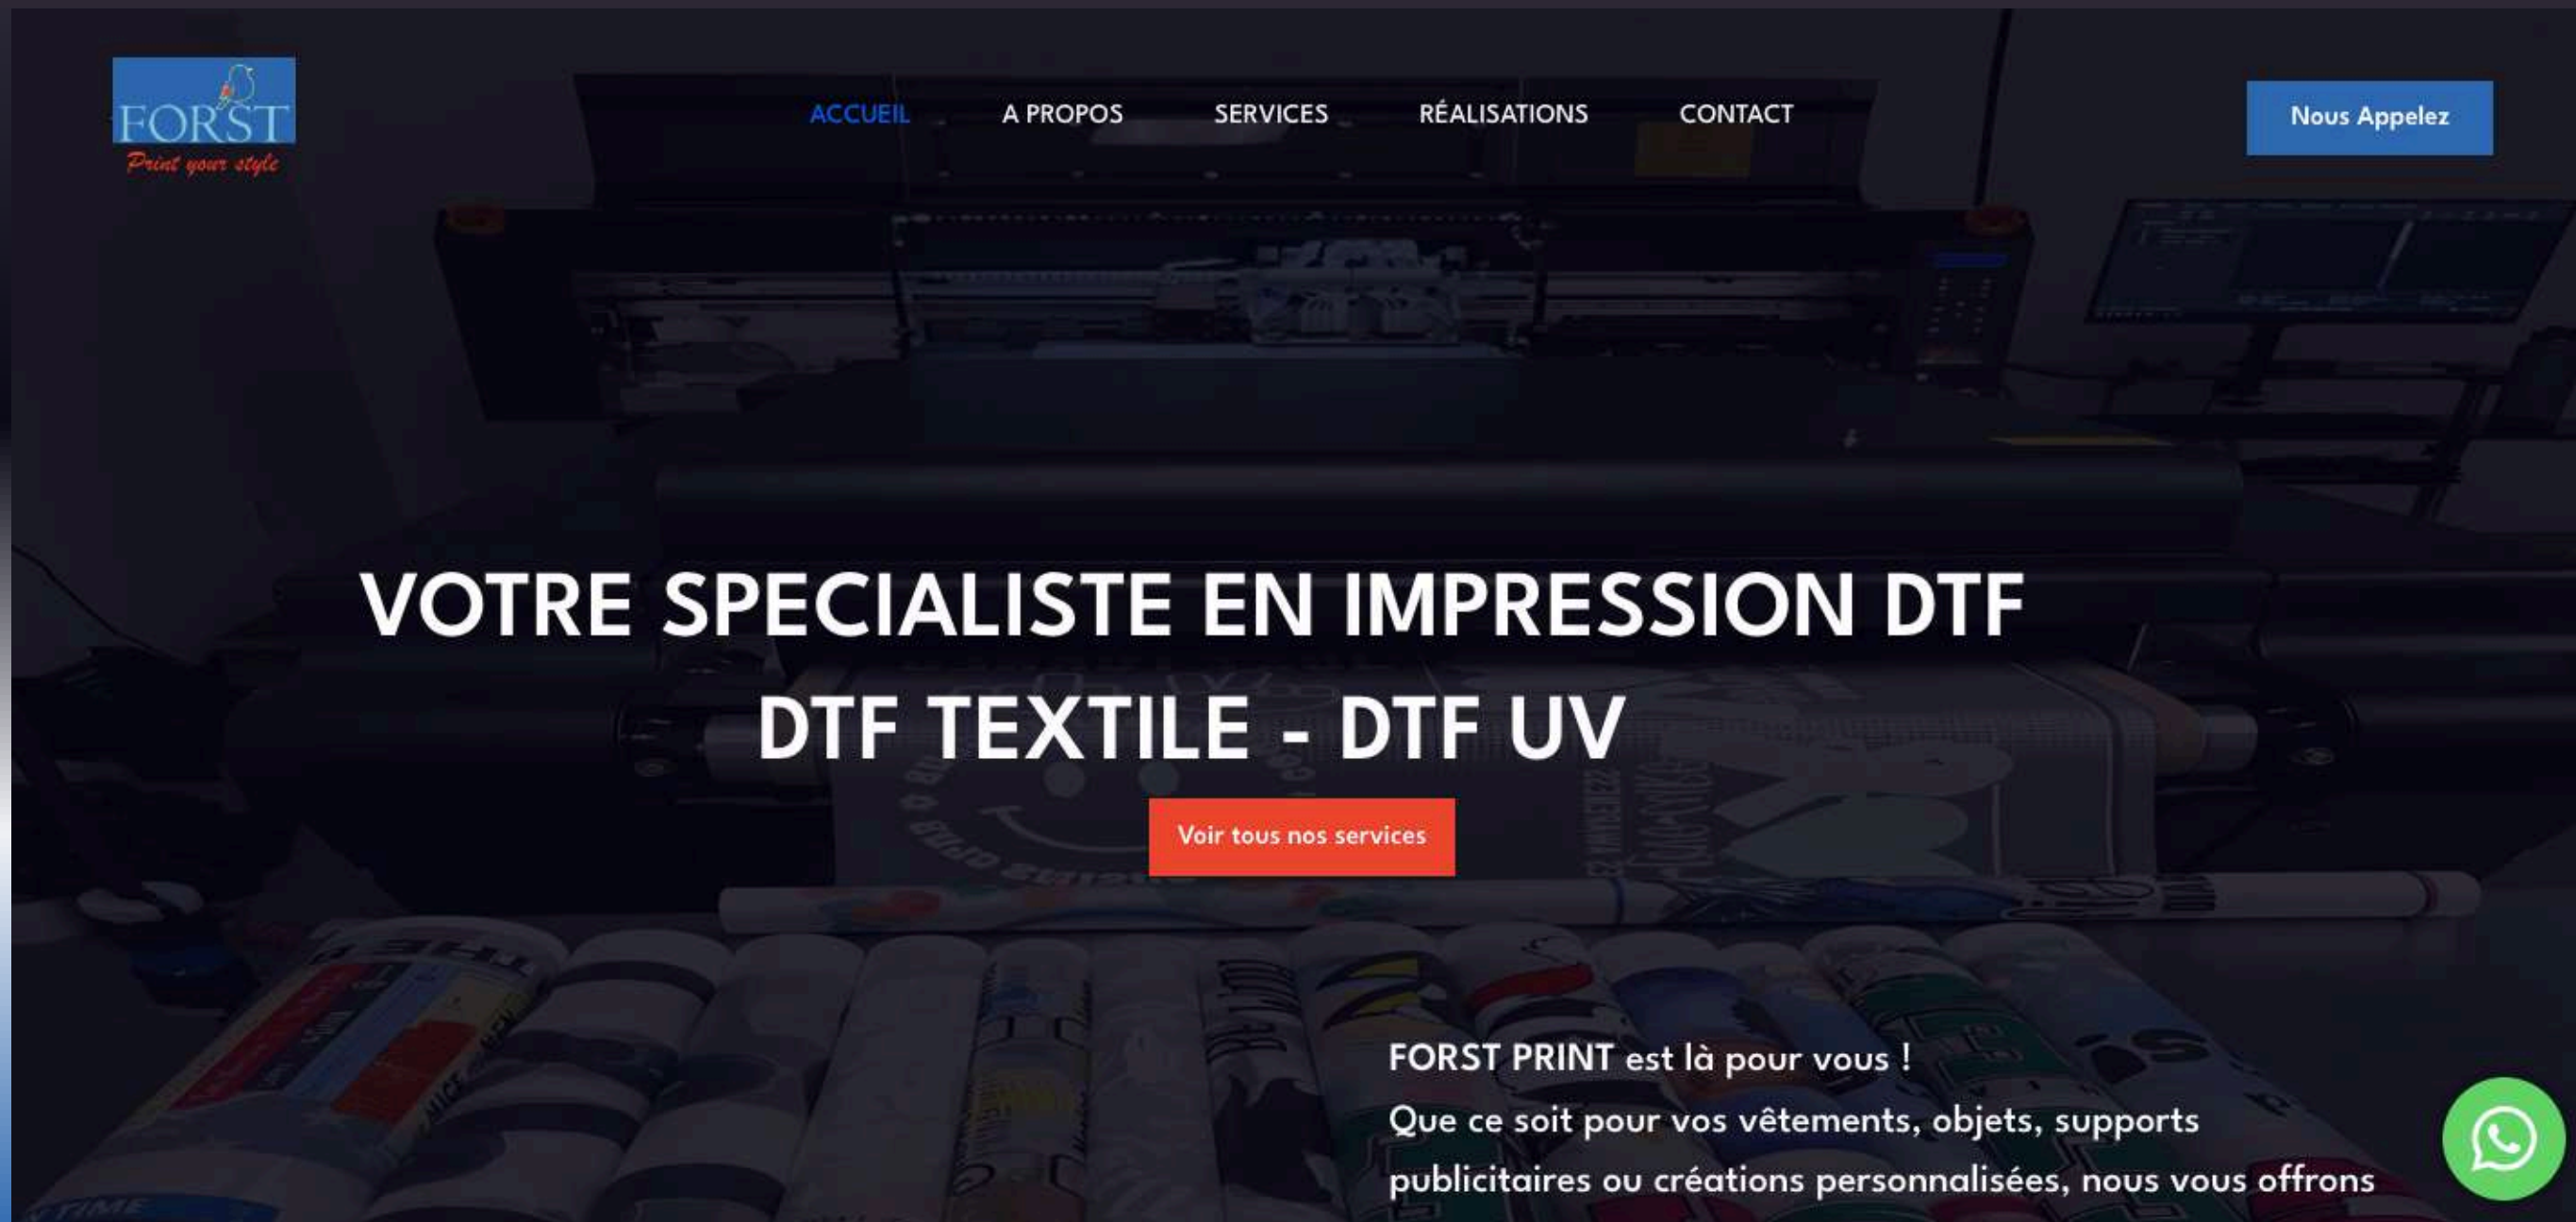 FORST
Print your style
ACCUEIL
A PROPOS
SERVICES
RÉALISATIONS
CONTACT
Nous Appelez
VOTRE SPECIALISTE EN IMPRESSION DTF
DTF TEXTILE - DTF UV
Voir tous nos services
FORST PRINT est là pour vous !
Que ce soit pour vos vêtements, objets, supports
publicitaires ou créations personnalisées, nous vous offrons
TIME